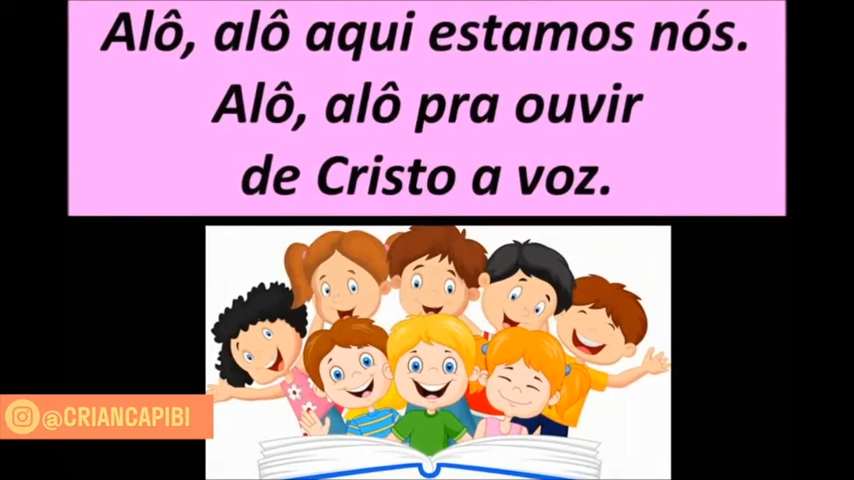 Alô, alô aqui estamos nós.
Alô, alô pra ouvir
de Cristo a voz.
@CRIANCAPIBI